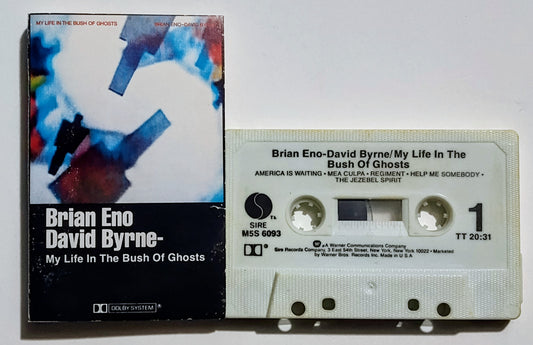 MY LIFE IN THE BUSH OF GHOSTS
BRIAN ENO-DAVID B
Brian Eno
David Byrne-
My Life In The Bush Of Ghosts
DOLBY SYSTEM®
Brian Eno-David Byrne/My Life In The
Bush Of Ghosts
AMERICA IS WAITING • MEA CULPA • REGIMENT • HELP ME SOMEBODY •
THE JEZEBEL SPIRIT
SIRE
M5S 6093
1
TT 20:31
A Warner Communications Company
Sire Records Company, 3 East 54th Street, New York, New York 10022 • Marketed
by Warner Bros. Records Inc. Made in U.S.A